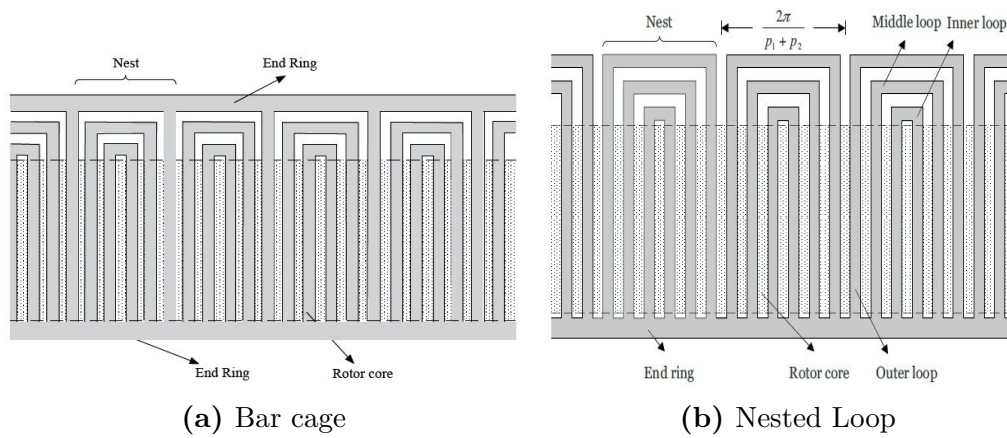 Nest
End Ring
End Ring
Rotor core
(a) Bar cage
Nest
2π
p₁ + p₂
Middle loop
Inner loop
End ring
Rotor core
Outer loop
(b) Nested Loop